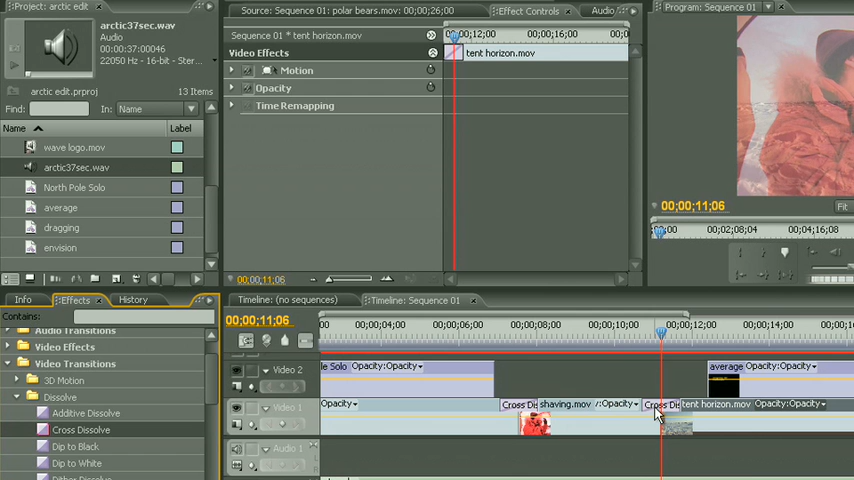 Project: arctic edit ×
arctic37sec.wav
Audio
00;00;37;00046
22050 Hz - 16-bit - Ster...
arctic edit.prproj
13 Items
Find:
In: Name
Name
Label
wave logo.mov
arctic37sec.wav
North Pole Solo
average
dragging
envision
Source: Sequence 01: polar bears.mov: 00;00;26;00
Effect Controls ×
Audio
Sequence 01 * tent horizon.mov
00;00;12;00
00;00;16;00
00;0
Video Effects
tent horizon.mov
Motion
Opacity
Time Remapping
00;00;11;06
Program: Sequence 01 ×
00;00;11;06
Fit
;00
00;02;08;04
00;04;16;08
Info
Effects ×
History
Contains:
Audio Transitions
Video Effects
Video Transitions
3D Motion
Dissolve
Additive Dissolve
Cross Dissolve
Dip to Black
Dip to White
Dither Dissolve
Timeline: (no sequences)
Timeline: Sequence 01 ×
00;00;11;06
00
00;00;04;00
00;00;06;00
00;00;08;00
00;00;10;00
00;00;12;00
00;00;14;00
00;00;16;0
Video 2
le Solo Opacity:Opacity
average Opacity:Opacity
Video 1
Opacity
Cross Dis
shaving.mov
y:Opacity
Cross Di
tent horizon.mov Opacity:Opacity
Audio 1